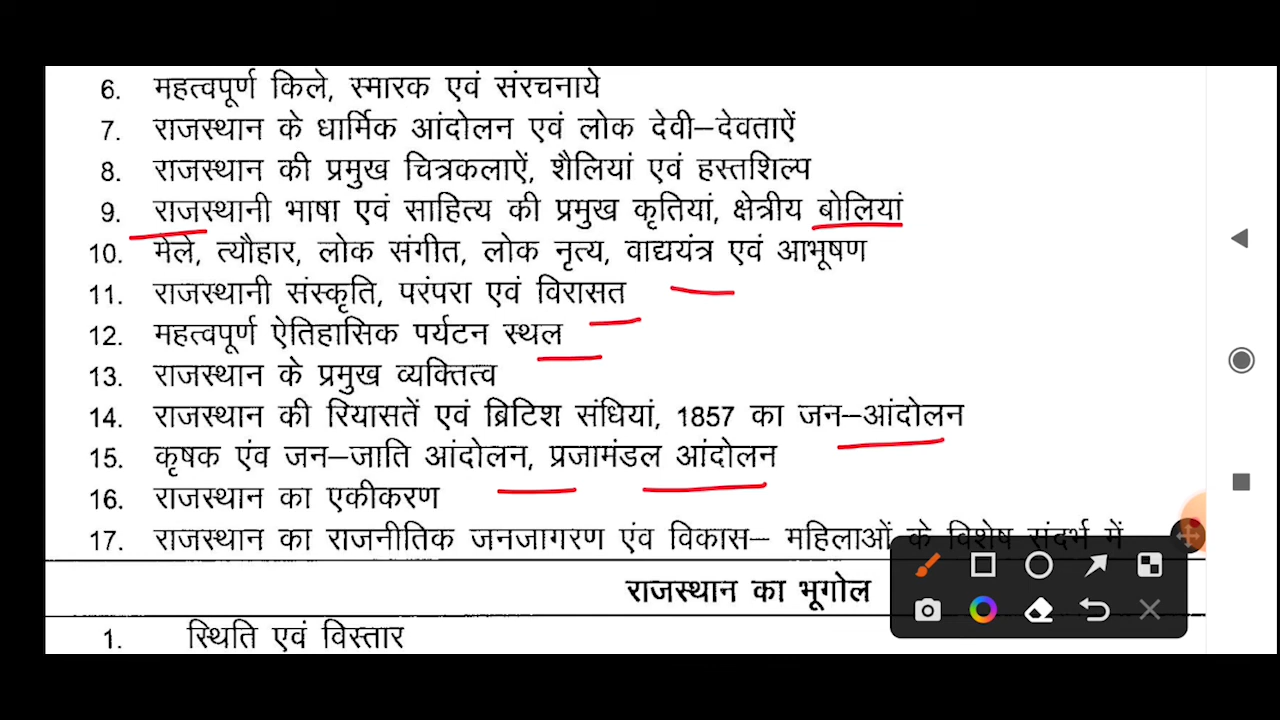 6. महत्वपूर्ण किले, स्मारक एवं संरचनाये
7. राजस्थान के धार्मिक आंदोलन एवं लोक देवी–देवताऐं
8. राजस्थान की प्रमुख चित्रकलाऐं, शैलियां एवं हस्तशिल्प
9. राजस्थानी भाषा एवं साहित्य की प्रमुख कृतियां, क्षेत्रीय बोलियां
10. मेले, त्यौहार, लोक संगीत, लोक नृत्य, वाद्ययंत्र एवं आभूषण
11. राजस्थानी संस्कृति, परंपरा एवं विरासत
12. महत्वपूर्ण ऐतिहासिक पर्यटन स्थल
13. राजस्थान के प्रमुख व्यक्तित्व
14. राजस्थान की रियासतें एवं ब्रिटिश संधियां, 1857 का जन–आंदोलन
15. कृषक एंव जन–जाति आंदोलन, प्रजामंडल आंदोलन
16. राजस्थान का एकीकरण
17. राजस्थान का राजनीतिक जनजागरण एंव विकास– महिलाओं के विशेष संदर्भ में
राजस्थान का भूगोल
1. स्थिति एवं विस्तार